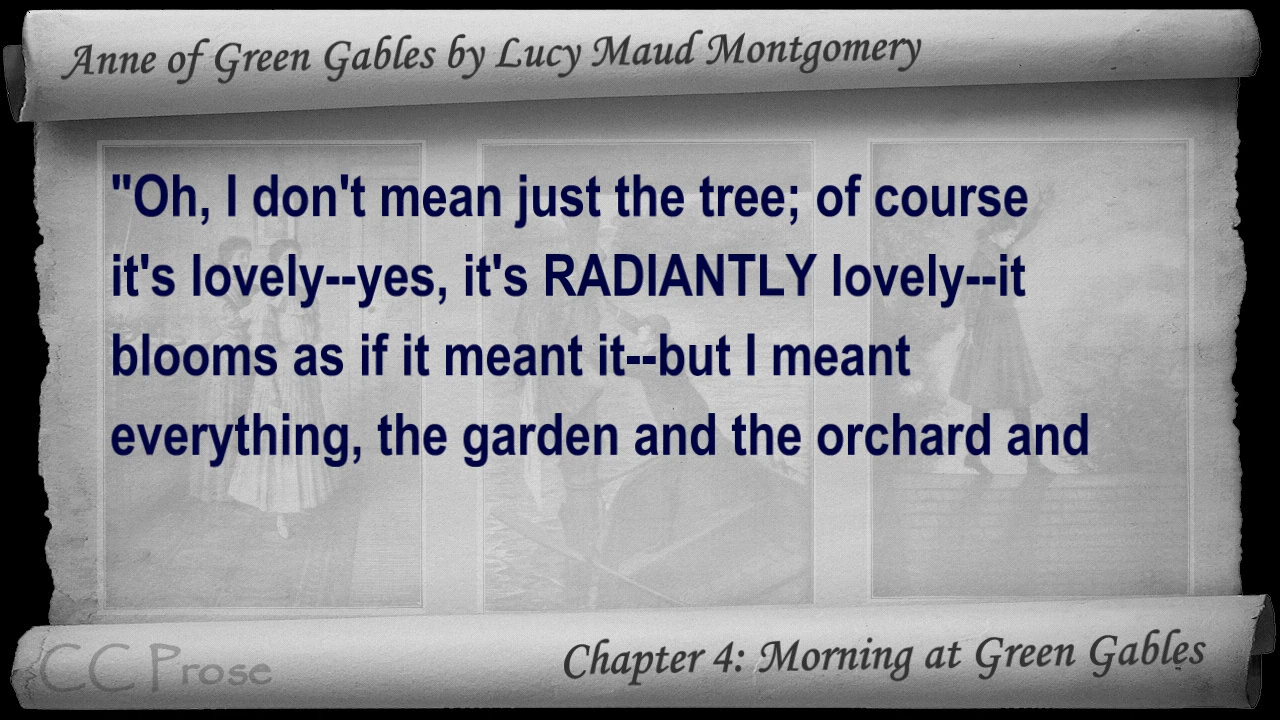 Anne of Green Gables by Lucy Maud Montgomery
"Oh, I don't mean just the tree; of course
it's lovely--yes, it's RADIANTLY lovely--it
blooms as if it meant it--but I meant
everything, the garden and the orchard and
CC Prose
Chapter 4: Morning at Green Gables